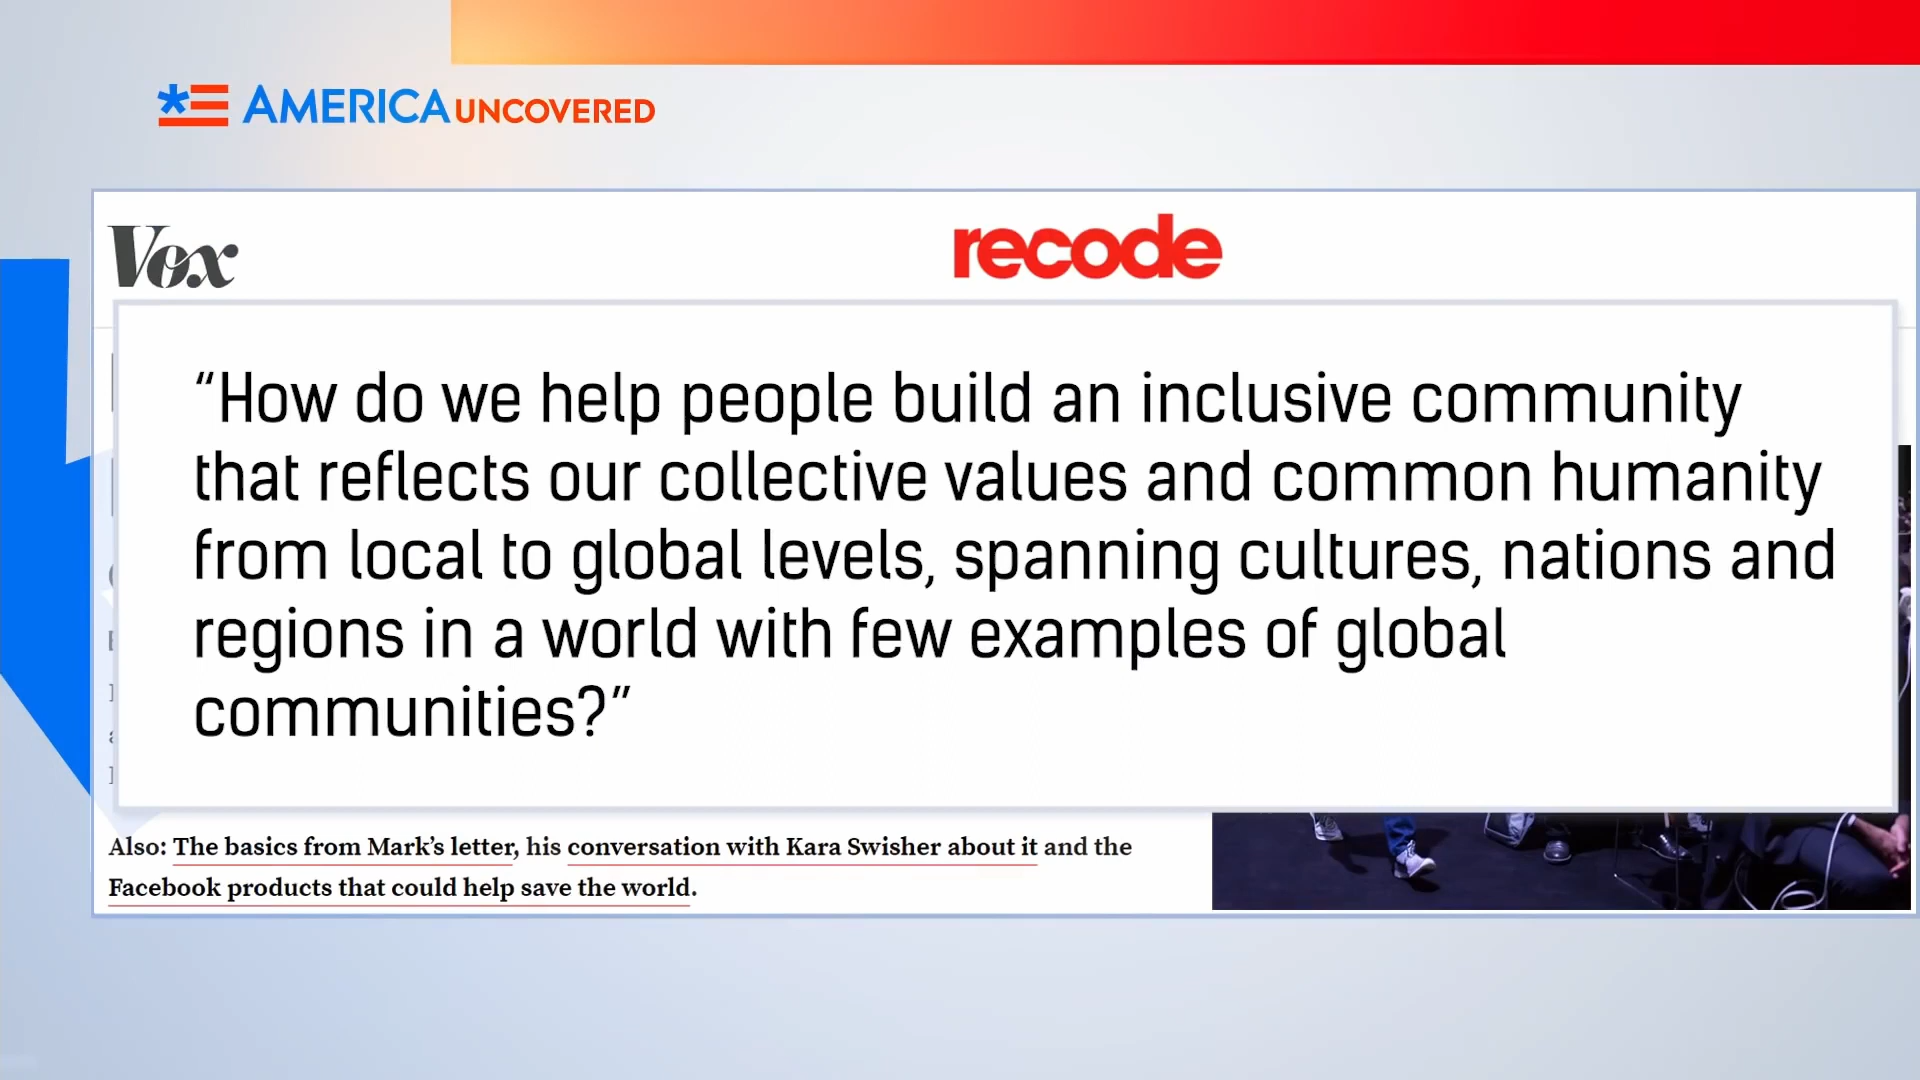 AMERICA UNCOVERED
Vox
recode
“How do we help people build an inclusive community
that reflects our collective values and common humanity
from local to global levels, spanning cultures, nations and
regions in a world with few examples of global
communities?”
Also: The basics from Mark’s letter, his conversation with Kara Swisher about it and the
Facebook products that could help save the world.